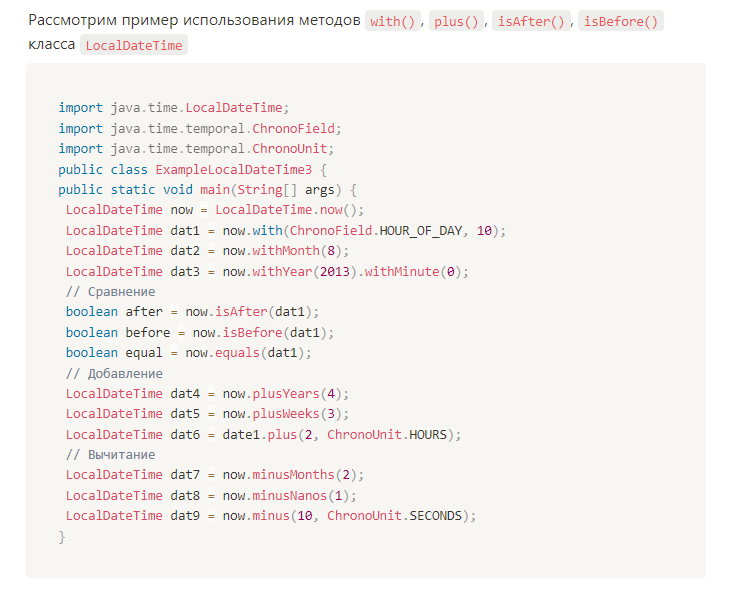 Рассмотрим пример использования методов with(), plus(), isAfter(), isBefore()
класса LocalDateTime
import java.time.LocalDateTime;
import java.time.temporal.ChronoField;
import java.time.temporal.ChronoUnit;
public class ExampleLocalDateTime3 {
public static void main(String[] args) {
LocalDateTime now = LocalDateTime.now();
LocalDateTime dat1 = now.with(ChronoField.HOUR_OF_DAY, 10);
LocalDateTime dat2 = now.withMonth(8);
LocalDateTime dat3 = now.withYear(2013).withMinute(0);
// Сравнение
boolean after = now.isAfter(dat1);
boolean before = now.isBefore(dat1);
boolean equal = now.equals(dat1);
// Добавление
LocalDateTime dat4 = now.plusYears(4);
LocalDateTime dat5 = now.plusWeeks(3);
LocalDateTime dat6 = date1.plus(2, ChronoUnit.HOURS);
// Вычитание
LocalDateTime dat7 = now.minusMonths(2);
LocalDateTime dat8 = now.minusNanos(1);
LocalDateTime dat9 = now.minus(10, ChronoUnit.SECONDS);
}